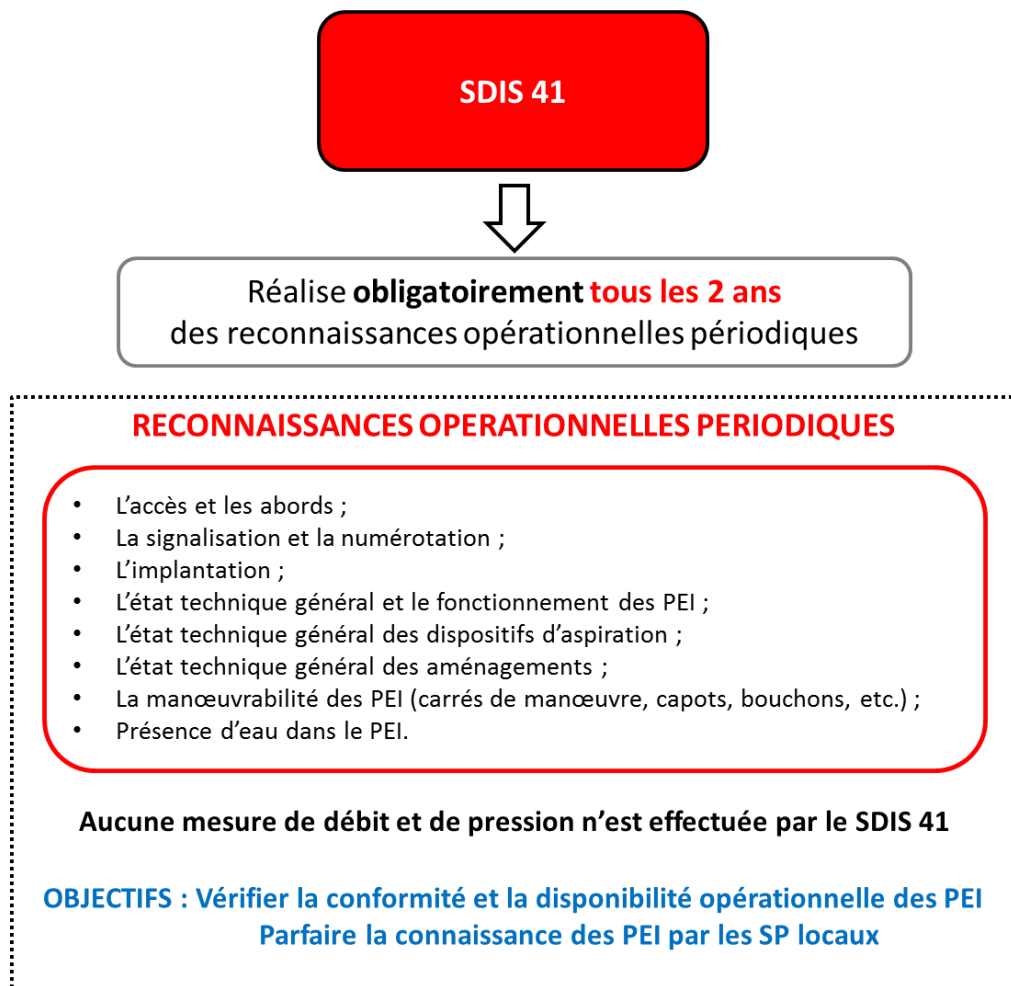 SDIS 41
Réalise obligatoirement tous les 2 ans
des reconnaissances opérationnelles périodiques
RECONNAISSANCES OPERATIONNELLES PERIODIQUES
• L'accès et les abords ;
• La signalisation et la numérotation ;
• L'implantation ;
• L'état technique général et le fonctionnement des PEI ;
• L'état technique général des dispositifs d'aspiration ;
• L'état technique général des aménagements ;
• La manœuvrabilité des PEI (carrés de manœuvre, capots, bouchons, etc.) ;
• Présence d'eau dans le PEI.
Aucune mesure de débit et de pression n'est effectuée par le SDIS 41
OBJECTIFS : Vérifier la conformité et la disponibilité opérationnelle des PEI
Parfaire la connaissance des PEI par les SP locaux